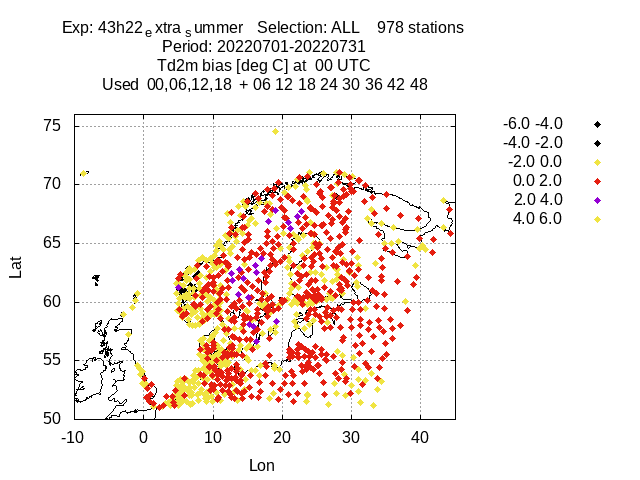 Exp: 43h22_extra_summer   Selection: ALL    978 stations
Period: 20220701-20220731
Td2m bias [deg C] at  00 UTC
Used  00,06,12,18  + 06 12 18 24 30 36 42 48
-6.0 -4.0
-4.0 -2.0
-2.0 0.0
0.0 2.0
2.0 4.0
4.0 6.0
75
70
65
60
55
50
Lat
-10 0 10 20 30 40
Lon